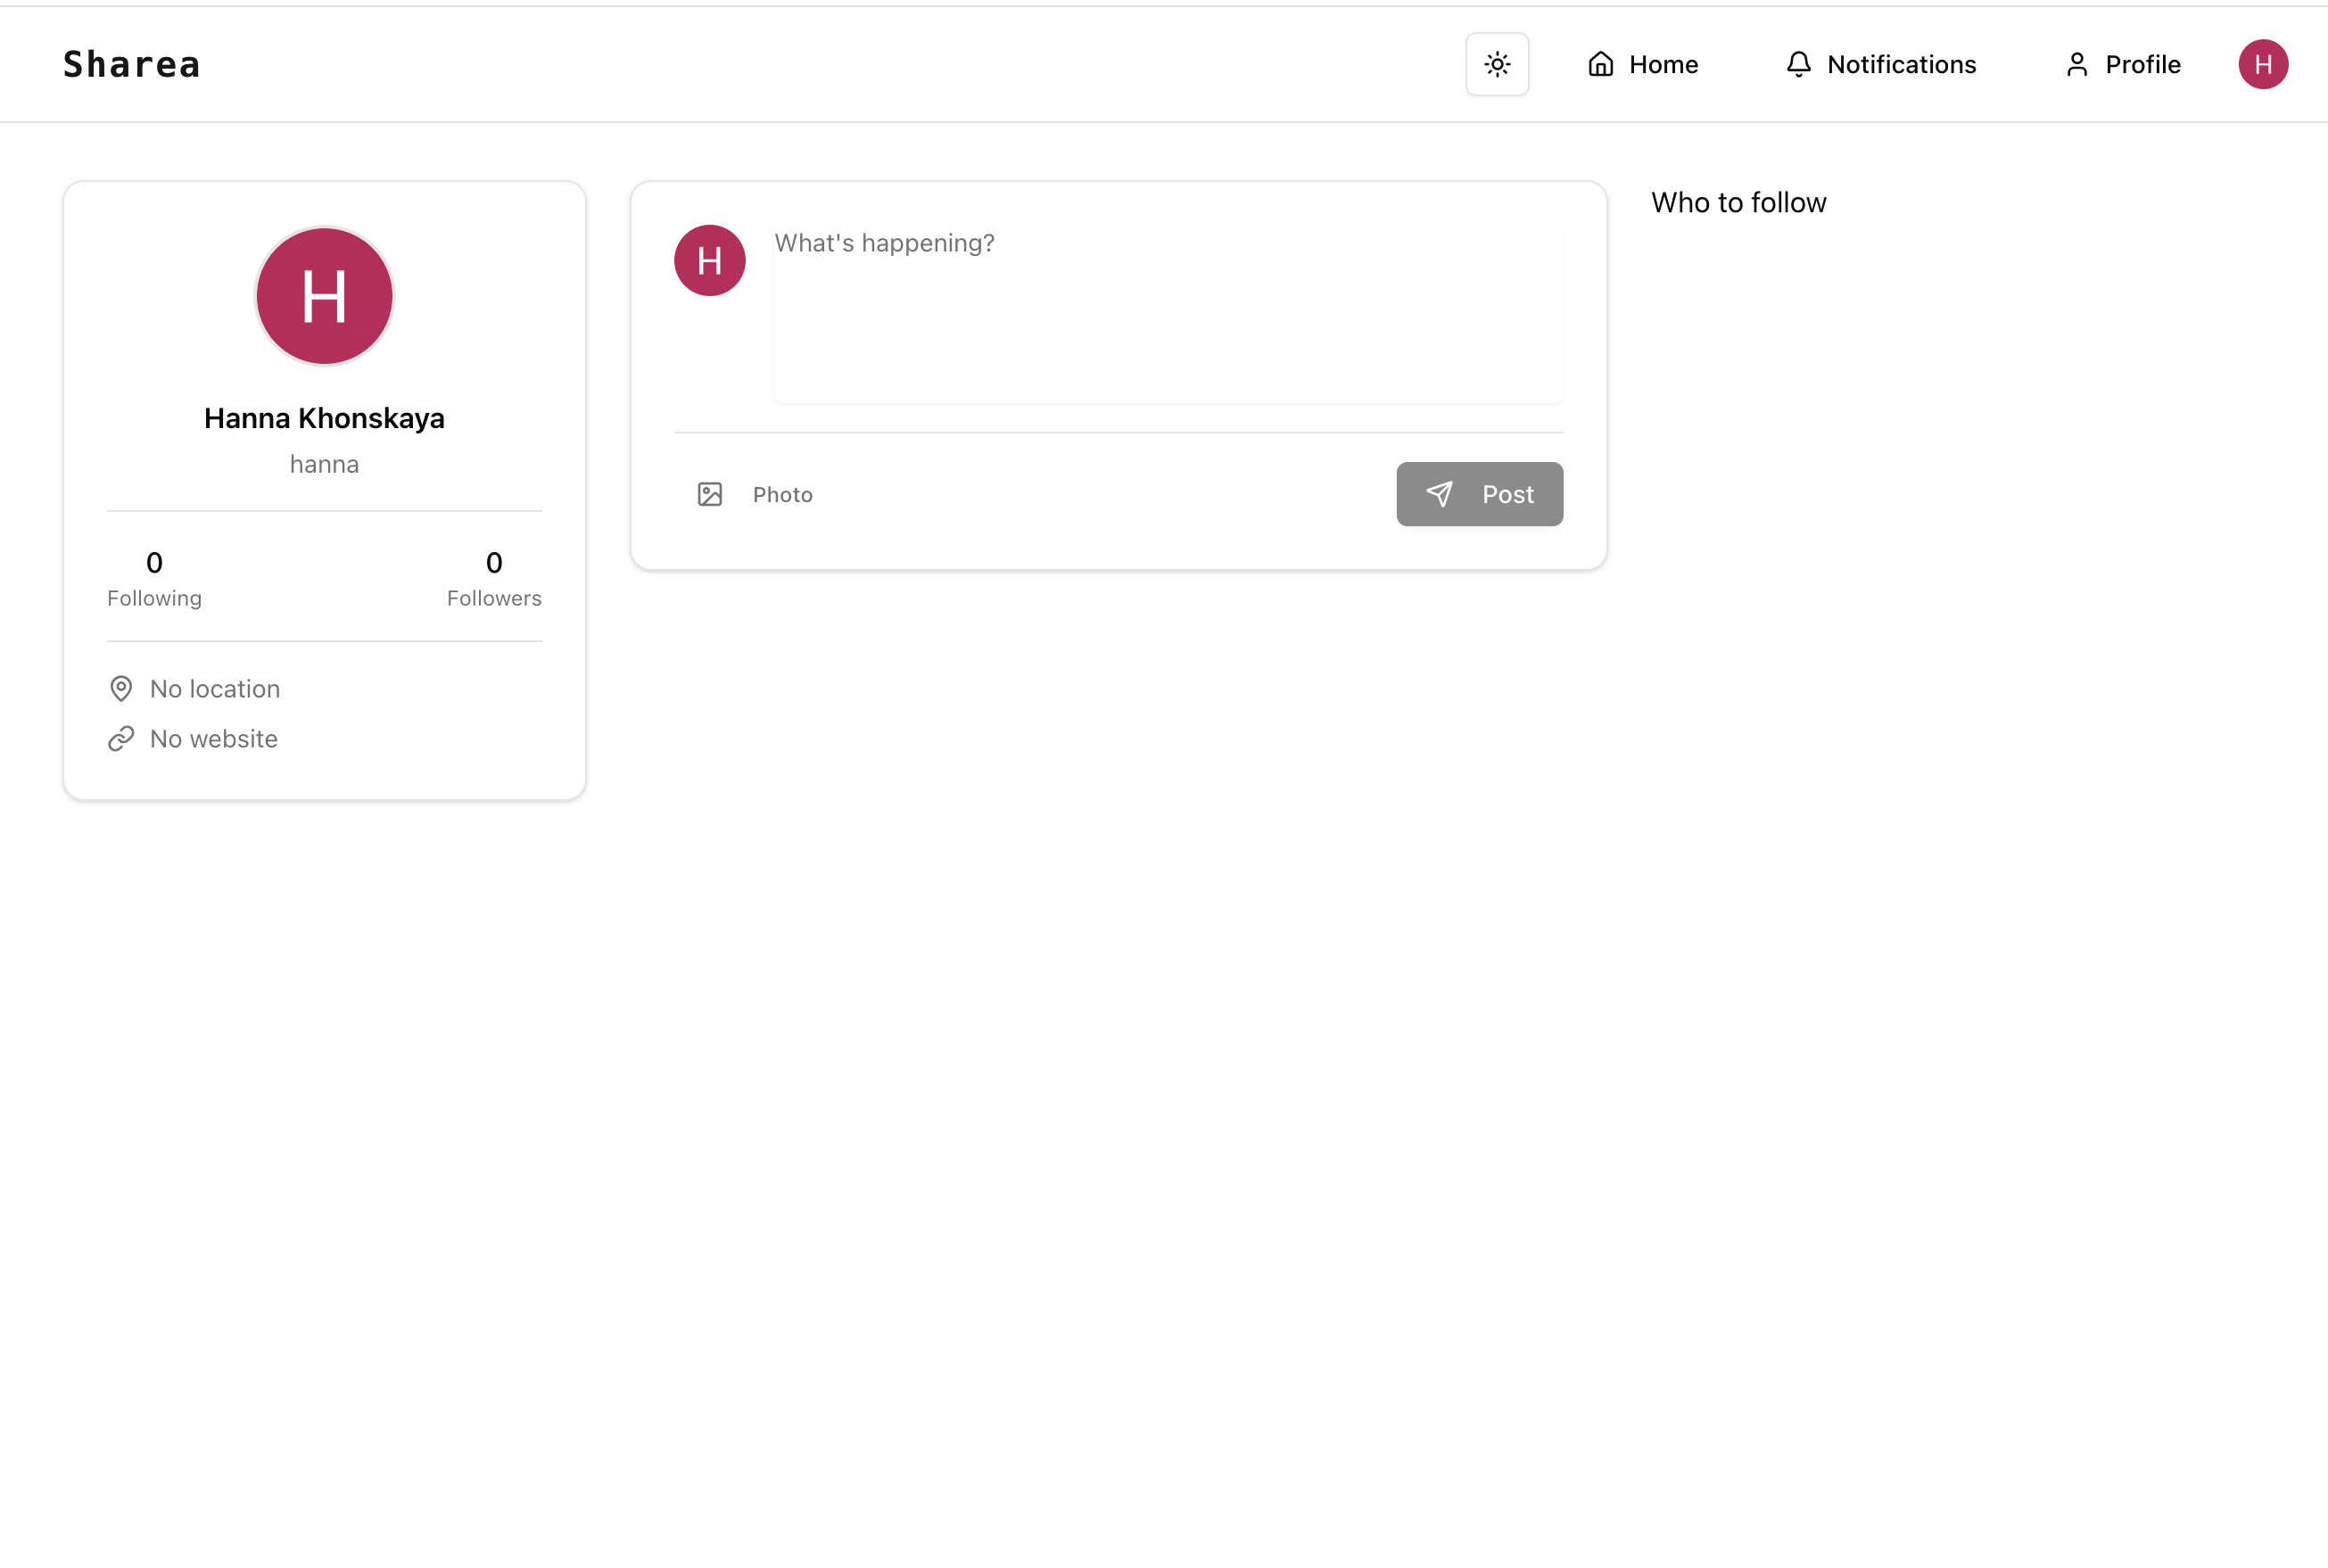 Sharea
Home
Notifications
Profile
H
H
Hanna Khonskaya
hanna
0
Following
0
Followers
No location
No website
H
What's happening?
Photo
Post
Who to follow